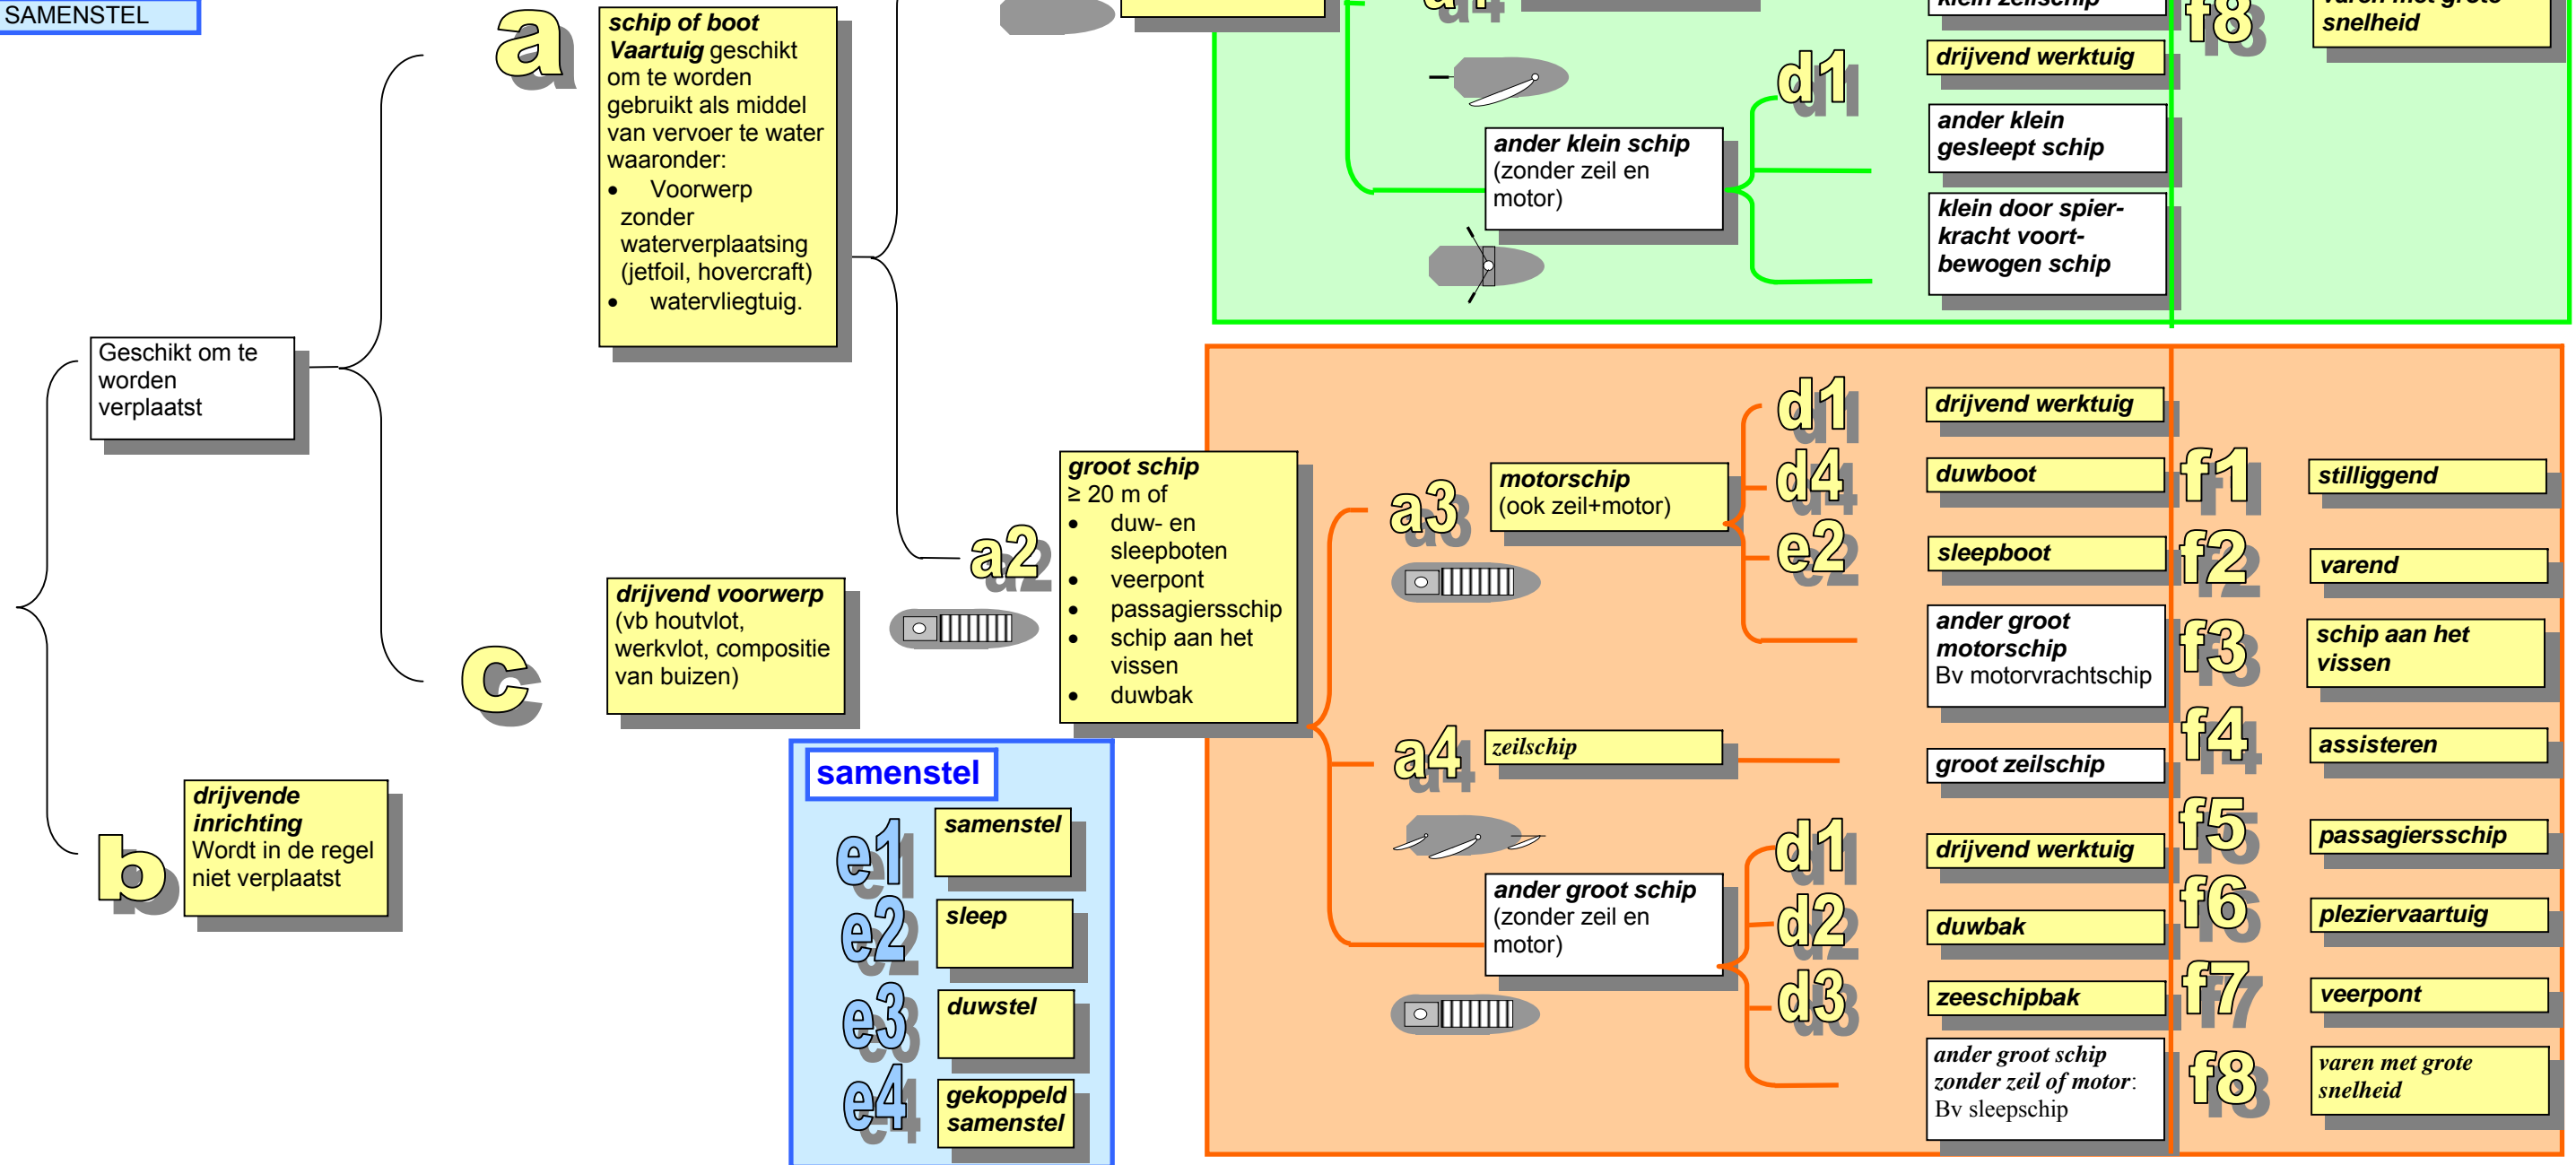 SAMENSTEL
a
schip of boot
Vaartuig geschikt
om te worden
gebruikt als middel
van vervoer te water
waaronder:
• Voorwerp
zonder
waterverplaatsing
(jetfoil, hovercraft)
• watervliegtuig.
Geschikt om te
worden
verplaatst
c
drijvend voorwerp
(vb houtvlot,
werkvlot, compositie
van buizen)
b
drijvende
inrichting
Wordt in de regel
niet verplaatst
a4
klein zeilschip
d1
drijvend werktuig
ander klein schip
(zonder zeil en
motor)
ander klein
gesleept schip
klein door spier-
kracht voort-
bewogen schip
f8
varen met grote
snelheid
a2
groot schip
≥ 20 m of
• duw- en
sleepboten
• veerpont
• passagiersschip
• schip aan het
vissen
• duwbak
a3
motorschip
(ook zeil+motor)
d1
drijvend werktuig
d4
duwboot
e2
sleepboot
ander groot
motorschip
Bv motorvrachtschip
a4
zeilschip
groot zeilschip
ander groot schip
(zonder zeil en
motor)
d1
drijvend werktuig
d2
duwbak
d3
zeeschipbak
ander groot schip
zonder zeil of motor:
Bv sleepschip
f1
stilliggend
f2
varend
f3
schip aan het
vissen
f4
assisteren
f5
passagiersschip
f6
pleziervaartuig
f7
veerpont
f8
varen met grote
snelheid
samenstel
e1
samenstel
e2
sleep
e3
duwstel
e4
gekoppeld
samenstel